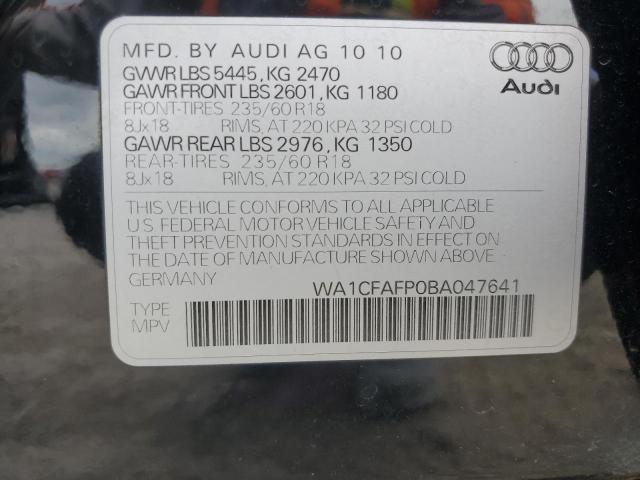 MFD. BY AUDI AG 10 10
GVWR LBS 5445, KG 2470
GAWR FRONT LBS 2601, KG 1180
FRONT-TIRES 235/60 R18
8Jx18 RIMS, AT 220 KPA 32 PSI COLD
GAWR REAR LBS 2976, KG 1350
REAR-TIRES 235/60 R18
8Jx18 RIMS, AT 220 KPA 32 PSI COLD
Audi
THIS VEHICLE CONFORMS TO ALL APPLICABLE
U.S. FEDERAL MOTOR VEHICLE SAFETY AND
THEFT PREVENTION STANDARDS IN EFFECT ON
THE DATE OF MANUFACTURE SHOWN ABOVE
GERMANY WA1CFAFP0BA047641
TYPE
MPV